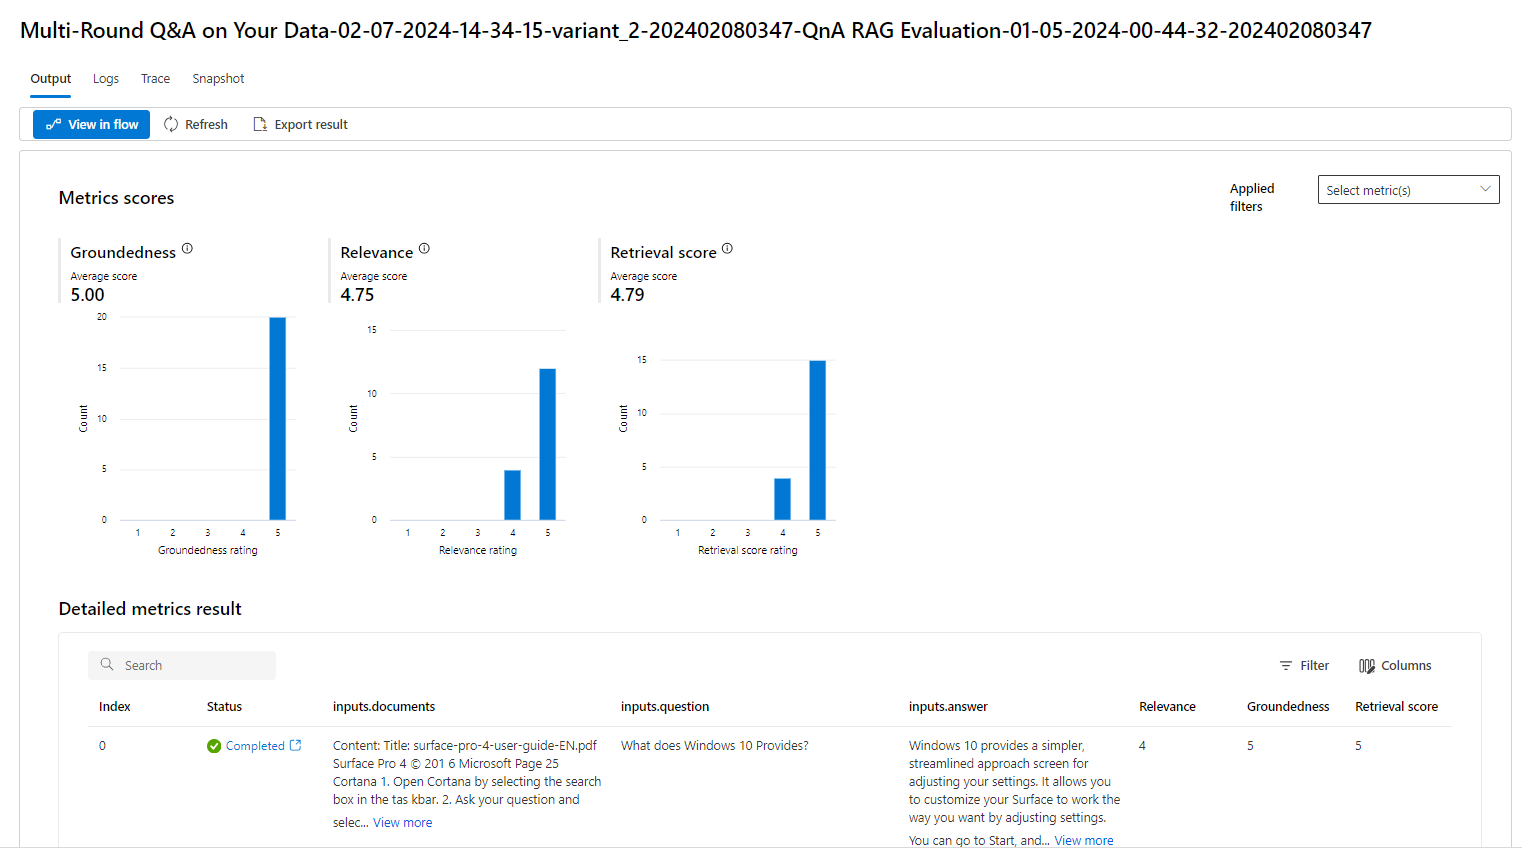 Multi-Round Q&A on Your Data-02-07-2024-14-34-15-variant_2-202402080347-QnA RAG Evaluation-01-05-2024-00-44-32-202402080347
Output Logs Trace Snapshot
View in flow Refresh Export result
Metrics scores
Applied
filters
Select metric(s)
Groundedness
Average score
5.00
20
15
10
5
0
Count
1 2 3 4 5
Groundedness rating
Relevance
Average score
4.75
15
10
5
0
Count
1 2 3 4 5
Relevance rating
Retrieval score
Average score
4.79
15
10
5
0
Count
1 2 3 4 5
Retrieval score rating
Detailed metrics result
Search
Filter Columns
Index Status inputs.documents inputs.question inputs.answer Relevance Groundedness Retrieval score
0
Completed
Content: Title: surface-pro-4-user-guide-EN.pdf
Surface Pro 4 © 201 6 Microsoft Page 25
Cortana 1. Open Cortana by selecting the search
box in the tas kbar. 2. Ask your question and
selec... View more
What does Windows 10 Provides?
Windows 10 provides a simpler,
streamlined approach screen for
adjusting your settings. It allows you
to customize your Surface to work the
way you want by adjusting settings.
You can go to Start, and... View more
4
5
5